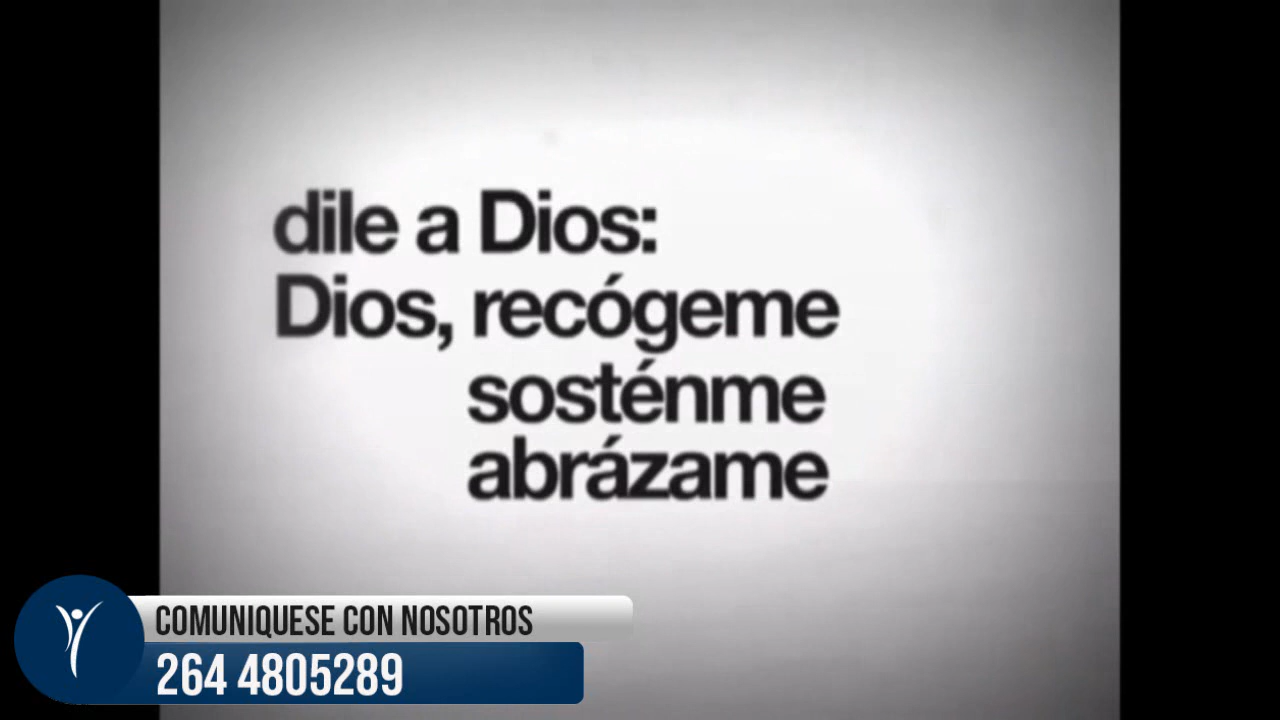 dile a Dios:
Dios, recógeme
sosténme
abrázame
COMUNIQUESE CON NOSOTROS
264 4805289